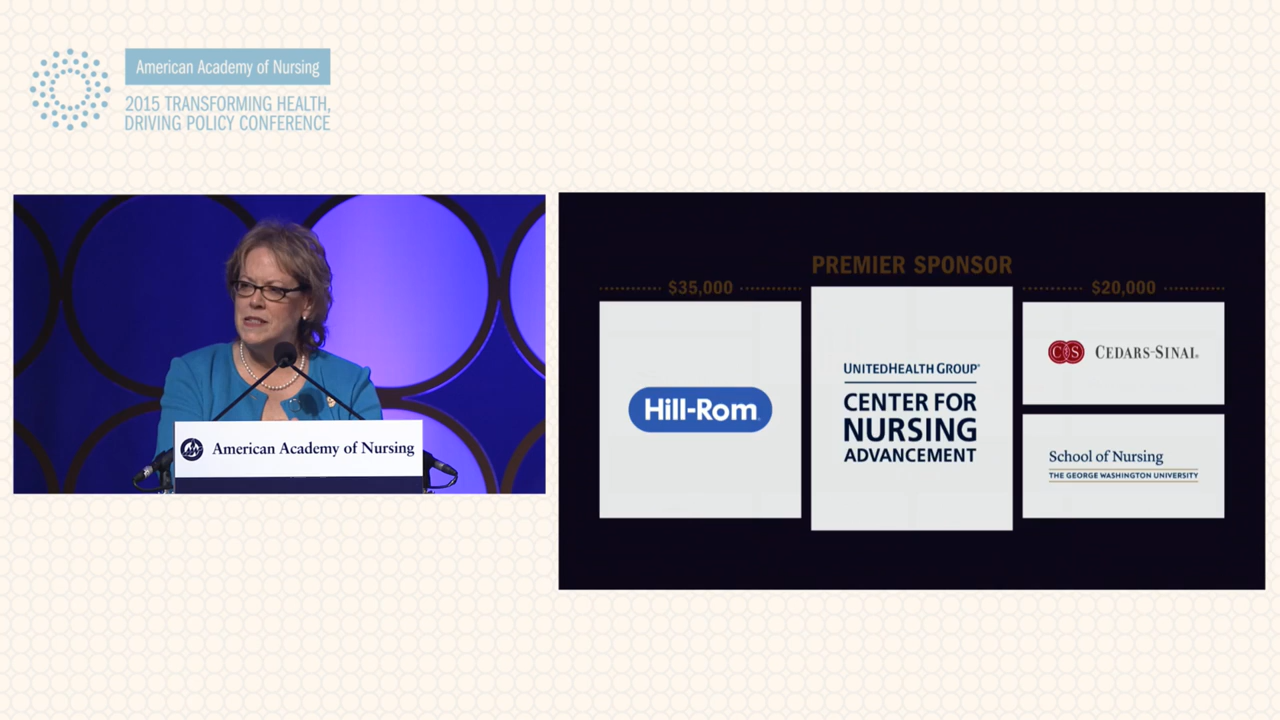 American Academy of Nursing
2015 TRANSFORMING HEALTH,
DRIVING POLICY CONFERENCE
American Academy of Nursing
PREMIER SPONSOR
$35,000
$20,000
Hill-Rom
UNITEDHEALTH GROUP®
CENTER FOR
NURSING
ADVANCEMENT
CS CEDARS-SINAI®
School of Nursing
THE GEORGE WASHINGTON UNIVERSITY